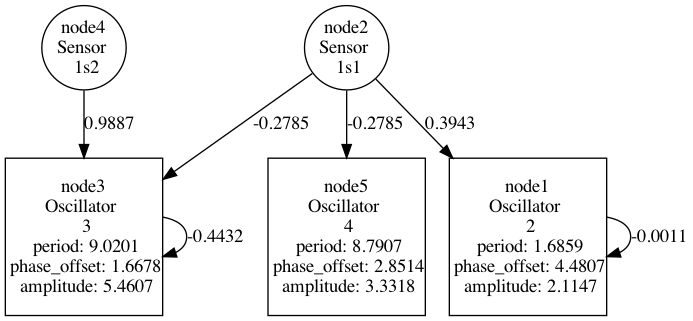 node4
Sensor
1s2
node2
Sensor
1s1
0.9887
-0.2785
-0.2785
0.3943
node3
Oscillator
3
period: 9.0201
phase_offset: 1.6678
amplitude: 5.4607
-0.4432
node5
Oscillator
4
period: 8.7907
phase_offset: 2.8514
amplitude: 3.3318
node1
Oscillator
2
period: 1.6859
phase_offset: 4.4807
amplitude: 2.1147
-0.0011